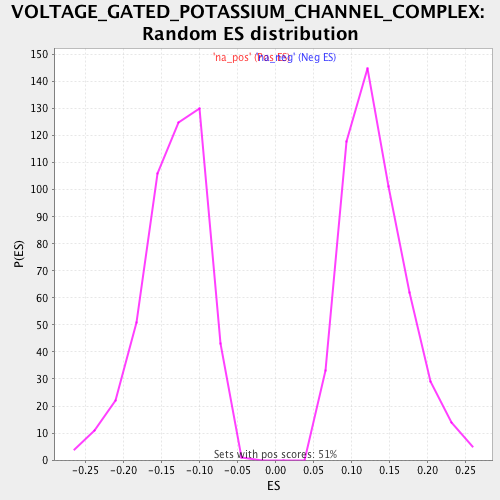 VOLTAGE_GATED_POTASSIUM_CHANNEL_COMPLEX:
Random ES distribution
'na_pos' (Pos ES) 'na_neg' (Neg ES)
150
140
130
120
110
100
90
80
70
60
50
40
30
20
10
0
P(ES)
Sets with pos scores: 51%
-0.25 -0.20 -0.15 -0.10 -0.05 0.00 0.05 0.10 0.15 0.20 0.25
ES